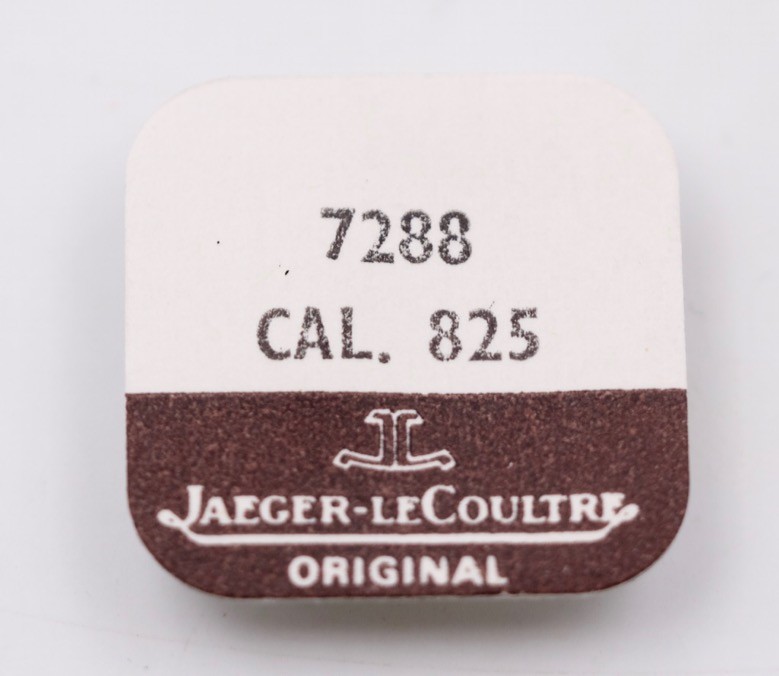 7288
CAL. 825
JL
JAEGER-LECOULTRE
ORIGINAL